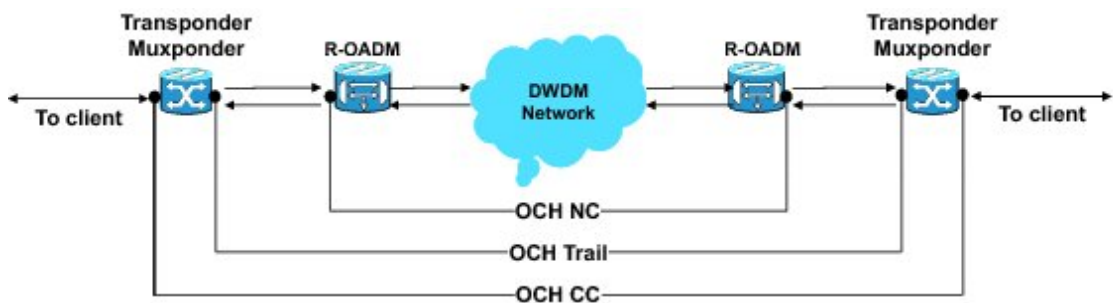 Transponder
Muxponder
R-OADM
R-OADM
Transponder
Muxponder
DWDM
Network
To client
To client
OCH NC
OCH Trail
OCH CC